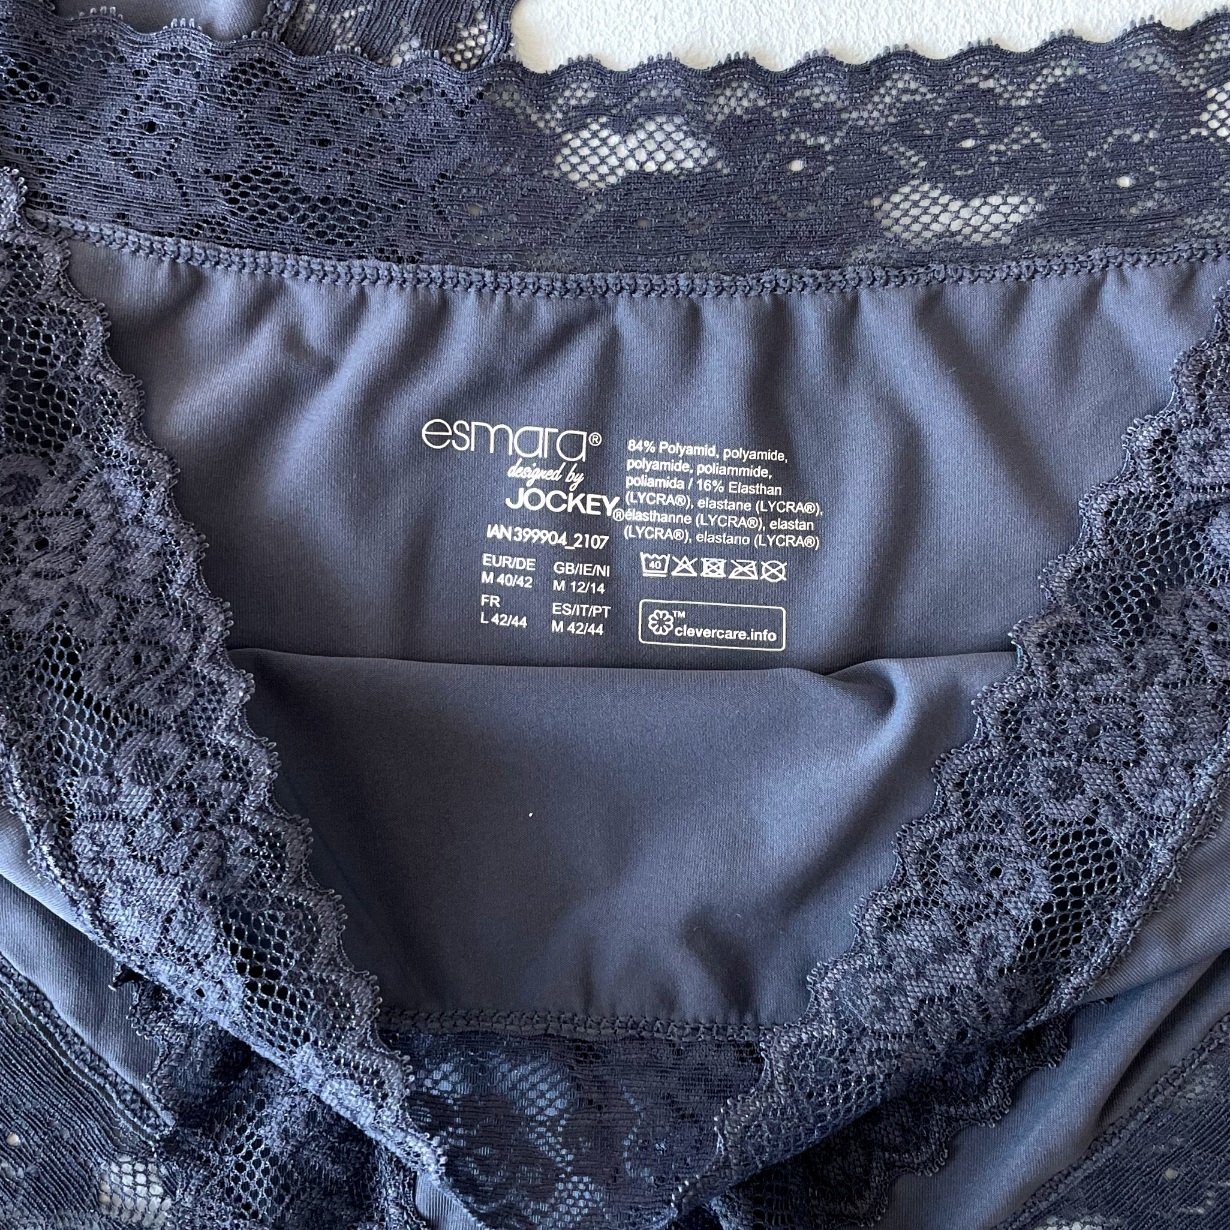 esmara®
designed by
JOCKEY®
IAN399904_2107
EUR/DE GB/IE/NI
M 40/42 M 12/14
FR ES/IT/PT
L 42/44 M 42/44
84% Polyamid, polyamide,
polyamide, poliammide,
poliamida / 16% Elasthan
(LYCRA®), elastane (LYCRA®),
élasthanne (LYCRA®), elastan
(LYCRA®), elastano (LYCRA®)
40
™
clevercare.info